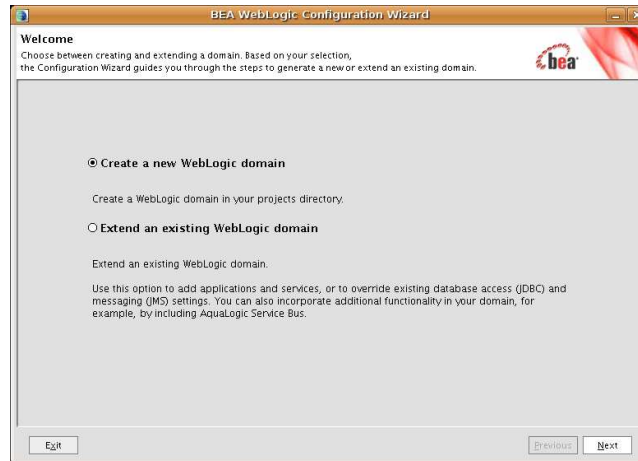 BEA WebLogic Configuration Wizard
Welcome
Choose between creating and extending a domain. Based on your selection,
the Configuration Wizard guides you through the steps to generate a new or extend an existing domain.
bea
Create a new WebLogic domain
Create a WebLogic domain in your projects directory.
Extend an existing WebLogic domain
Extend an existing WebLogic domain.
Use this option to add applications and services, or to override existing database access (JDBC) and
messaging (JMS) settings. You can also incorporate additional functionality in your domain, for
example, by including AquaLogic Service Bus.
Exit
Previous
Next